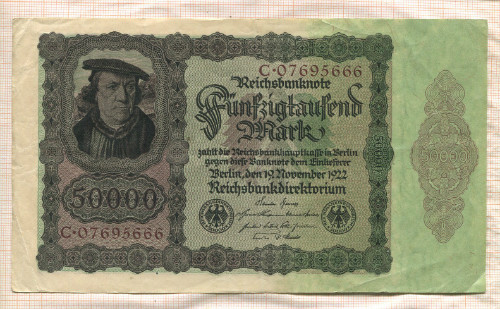 C·07695666
Reichsbanknote
Fünfzigtausend
Mark
zahlt die Reichsbankhauptkasse in Berlin
gegen diese Banknote dem Einlieferer
Berlin, den 19. November 1922
Reichsbankdirektorium
50000
C·07695666